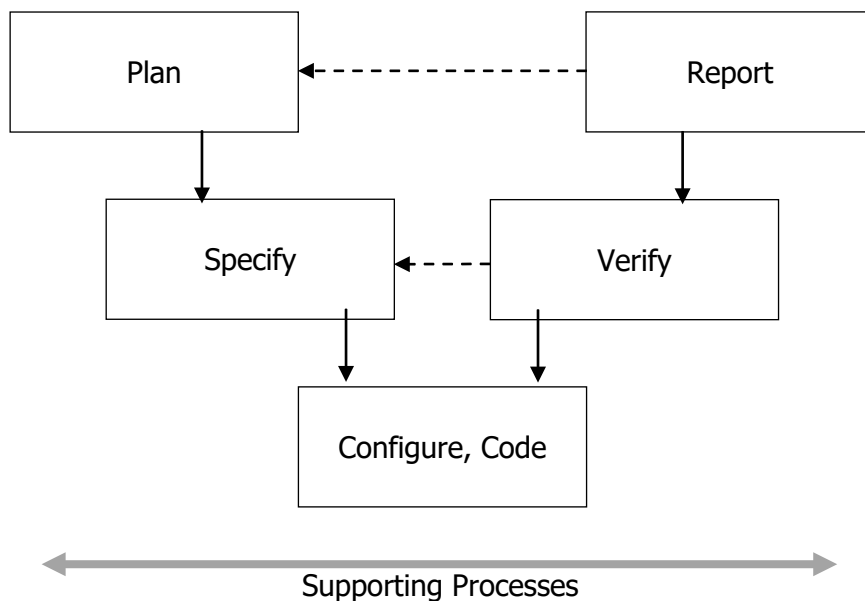 Plan
Report
Specify
Verify
Configure, Code
Supporting Processes